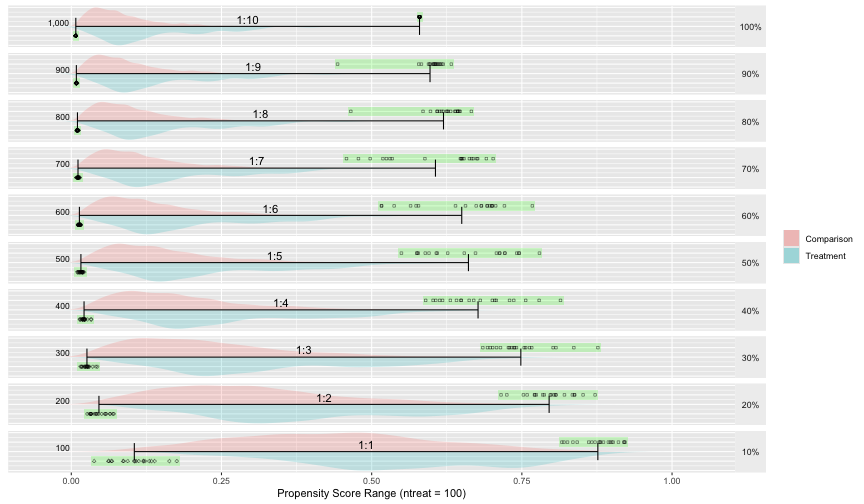 1,000 1:10 100%
900 1:9 90%
800 1:8 80%
700 1:7 70%
600 1:6 60%
500 1:5 50%
400 1:4 40%
300 1:3 30%
200 1:2 20%
100 1:1 10%
Comparison
Treatment
0.00 0.25 0.50 0.75 1.00
Propensity Score Range (ntreat = 100)